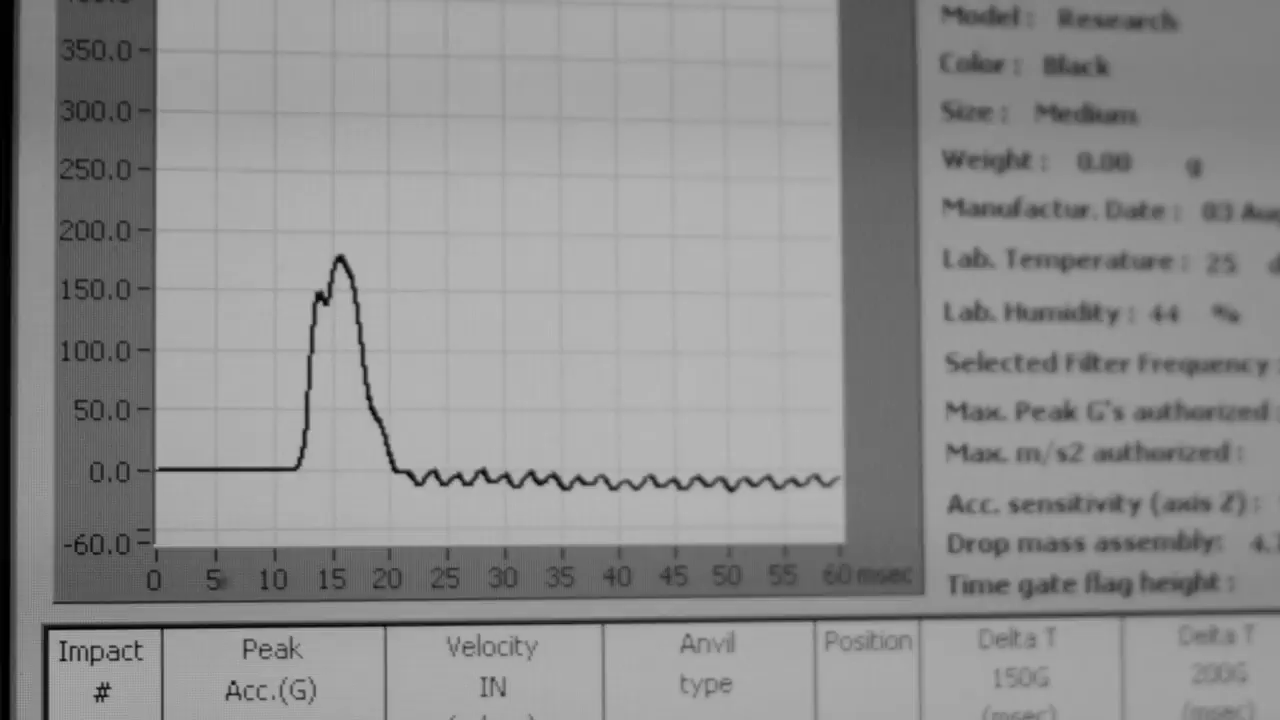 350.0
300.0
250.0
200.0
150.0
100.0
50.0
0.0
-60.0
0 5 10 15 20 25 30 35 40 45 50 55 60 msec
Model : Research
Color : Black
Size : Medium
Weight : 0.00 g
Manufactur. Date : 03 Aug
Lab. Temperature : 25
Lab. Humidity : 44 %
Selected Filter Frequency :
Max. Peak G's authorized :
Max. m/s2 authorized :
Acc. sensitivity (axis Z) :
Drop mass assembly: 4.
Time gate flag height :
Impact Peak Velocity Anvil Position Delta T Delta T
# Acc.(G) IN type 150G 200G
(msec) (msec)